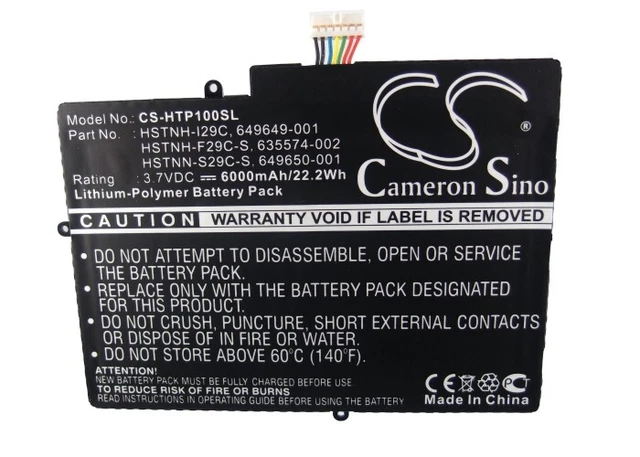 Model No.: CS-HTP100SL
Part No. : HSTNH-I29C, 649649-001
HSTNH-F29C-S, 635574-002
HSTNN-S29C-S, 649650-001
Rating : 3.7VDC 6000mAh/22.2Wh
Lithium-Polymer Battery Pack
CS®
Cameron Sino
CAUTION WARRANTY VOID IF LABEL IS REMOVED
• DO NOT ATTEMPT TO DISASSEMBLE, OPEN OR SERVICE
THE BATTERY PACK.
• REPLACE ONLY WITH THE BATTERY PACK DESIGNATED
FOR THIS PRODUCT.
• DO NOT CRUSH, PUNCTURE, SHORT EXTERNAL CONTACTS
OR DISPOSE OF IN FIRE OR WATER.
• DO NOT STORE ABOVE 60°C (140°F).
ATTENTION!
NEW BATTERY PACK MUST BE FULLY CHARGED BEFORE USE
TO REDUCE RISK OF FIRE OR BURNS
READ INSTRUCTIONS IN OPERATING BOOKLET BEFORE USING THIS BATTERY
CE